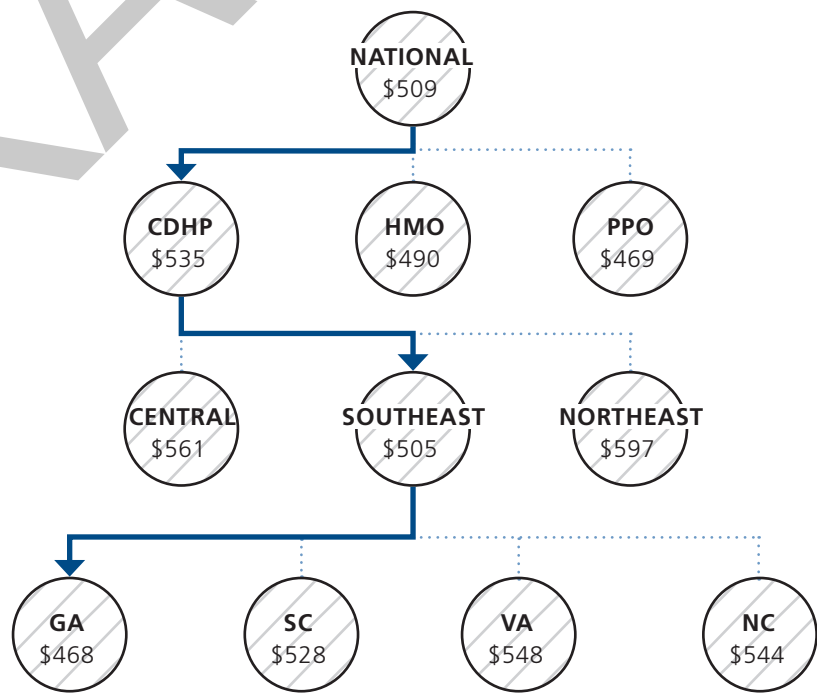 NATIONAL
$509
CDHP
$535
HMO
$490
PPO
$469
CENTRAL
$561
SOUTHEAST
$505
NORTHEAST
$597
GA
$468
SC
$528
VA
$548
NC
$544